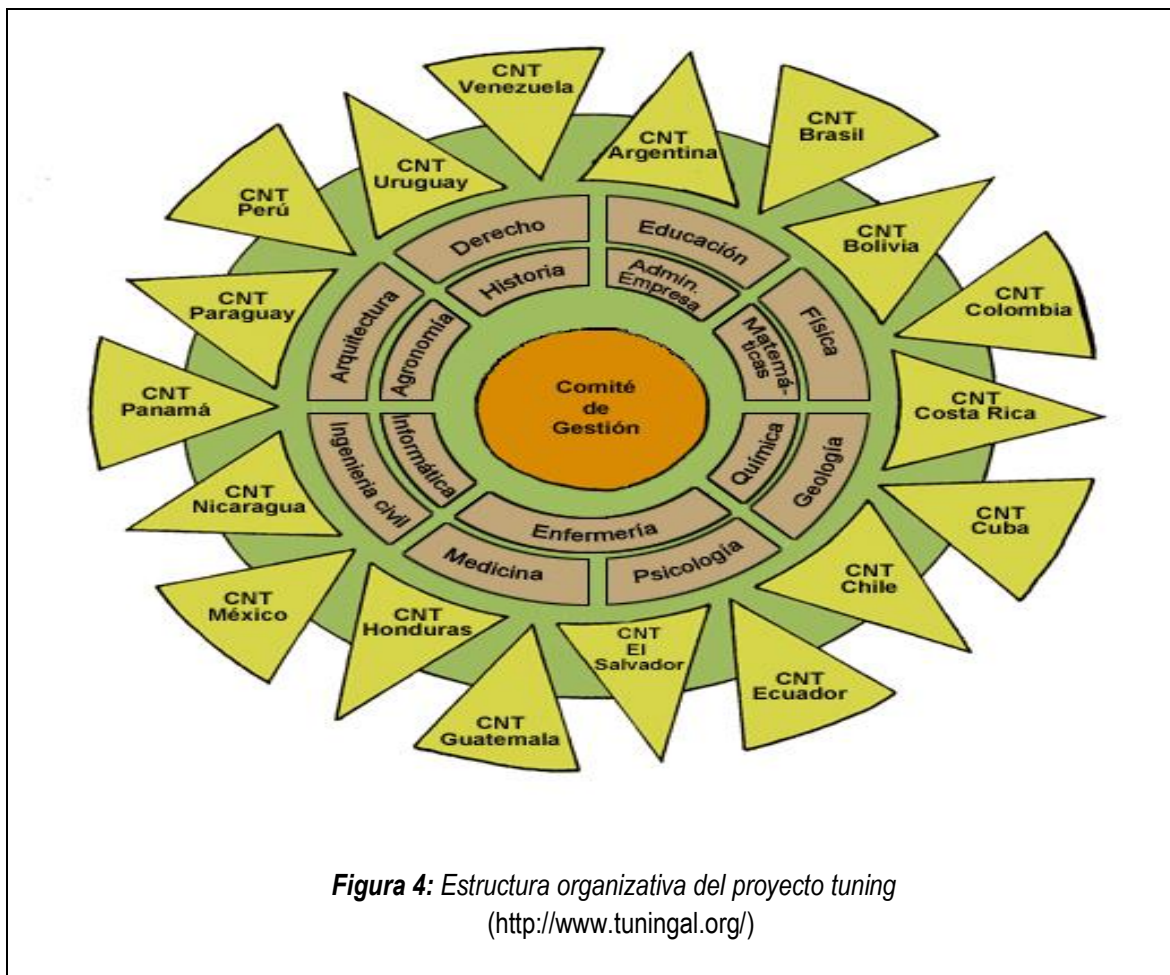 CNT
Venezuela
CNT
Argentina
CNT
Brasil
CNT
Uruguay
CNT
Perú
CNT
Bolivia
CNT
Colombia
CNT
Paraguay
CNT
Panamá
CNT
Costa Rica
CNT
Nicaragua
CNT
Cuba
CNT
México
CNT
Chile
CNT
Honduras
CNT
El
Salvador
CNT
Ecuador
CNT
Guatemala
Derecho
Educación
Historia
Admin.
Empresa
Arquitectura
Agronomía
Matemá-
ticas
Física
Comité
de
Gestión
Ingenieria civil
Informática
Química
Geología
Enfermería
Medicina
Psicología
Figura 4: Estructura organizativa del proyecto tuning
(http://www.tuningal.org/)